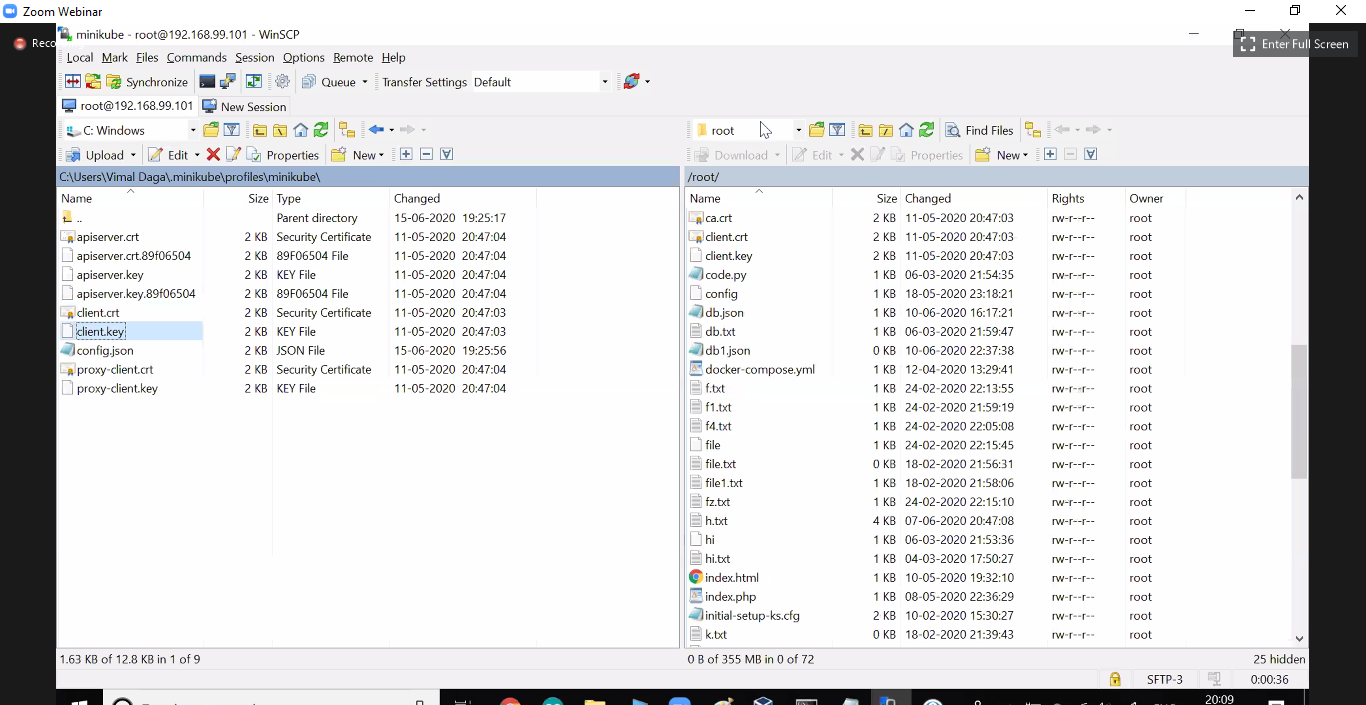 Zoom Webinar
Reco
minikube - root@192.168.99.101 - WinSCP
Enter Full Screen
Local Mark Files Commands Session Options Remote Help
Synchronize Queue Transfer Settings Default
root@192.168.99.101 New Session
C: Windows root Find Files
Upload Edit Properties New Download Edit Properties New
C:\Users\Vimal Daga\.minikube\profiles\minikube\ /root/
Name Size Type Changed
.. Parent directory 15-06-2020 19:25:17
apiserver.crt 2 KB Security Certificate 11-05-2020 20:47:04
apiserver.crt.89f06504 2 KB 89F06504 File 11-05-2020 20:47:04
apiserver.key 2 KB KEY File 11-05-2020 20:47:04
apiserver.key.89f06504 2 KB 89F06504 File 11-05-2020 20:47:04
client.crt 2 KB Security Certificate 11-05-2020 20:47:03
client.key 2 KB KEY File 11-05-2020 20:47:03
config.json 2 KB JSON File 15-06-2020 19:25:56
proxy-client.crt 2 KB Security Certificate 11-05-2020 20:47:04
proxy-client.key 2 KB KEY File 11-05-2020 20:47:04
Name Size Changed Rights Owner
ca.crt 2 KB 11-05-2020 20:47:03 rw-r--r-- root
client.crt 2 KB 11-05-2020 20:47:03 rw-r--r-- root
client.key 2 KB 11-05-2020 20:47:03 rw-r--r-- root
code.py 1 KB 06-03-2020 21:54:35 rw-r--r-- root
config 1 KB 18-05-2020 23:18:21 rw-r--r-- root
db.json 1 KB 10-06-2020 16:17:21 rw-r--r-- root
db.txt 1 KB 06-03-2020 21:59:47 rw-r--r-- root
db1.json 0 KB 10-06-2020 22:37:38 rw-r--r-- root
docker-compose.yml 1 KB 12-04-2020 13:29:41 rw-r--r-- root
f.txt 1 KB 24-02-2020 22:13:55 rw-r--r-- root
f1.txt 1 KB 24-02-2020 21:59:19 rw-r--r-- root
f4.txt 1 KB 24-02-2020 22:05:08 rw-r--r-- root
file 1 KB 24-02-2020 22:15:45 rw-r--r-- root
file.txt 0 KB 18-02-2020 21:56:31 rw-r--r-- root
file1.txt 1 KB 18-02-2020 21:58:06 rw-r--r-- root
fz.txt 1 KB 24-02-2020 22:15:10 rw-r--r-- root
h.txt 4 KB 07-06-2020 20:47:08 rw-r--r-- root
hi 1 KB 06-03-2020 21:53:36 rw-r--r-- root
hi.txt 1 KB 04-03-2020 17:50:27 rw-r--r-- root
index.html 1 KB 10-05-2020 19:32:10 rw-r--r-- root
index.php 1 KB 08-05-2020 22:36:29 rw-r--r-- root
initial-setup-ks.cfg 2 KB 10-02-2020 15:30:27 rw-r--r-- root
k.txt 0 KB 18-02-2020 21:39:43 rw-r--r-- root
1.63 KB of 12.8 KB in 1 of 9 0 B of 355 MB in 0 of 72 25 hidden
SFTP-3 0:00:36
20:09